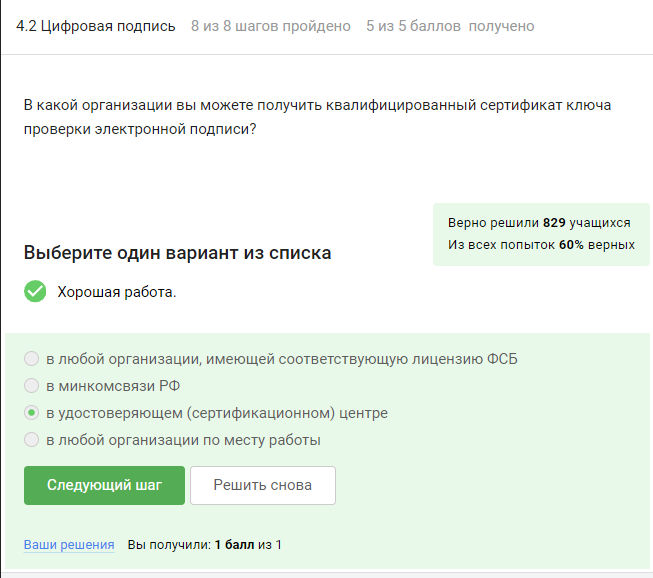 4.2 Цифровая подпись 8 из 8 шагов пройдено 5 из 5 баллов получено
В какой организации вы можете получить квалифицированный сертификат ключа
проверки электронной подписи?
Верно решили 829 учащихся
Из всех попыток 60% верных
Выберите один вариант из списка
Хорошая работа.
в любой организации, имеющей соответствующую лицензию ФСБ
в минкомсвязи РФ
в удостоверяющем (сертификационном) центре
в любой организации по месту работы
Следующий шаг Решить снова
Ваши решения Вы получили: 1 балл из 1